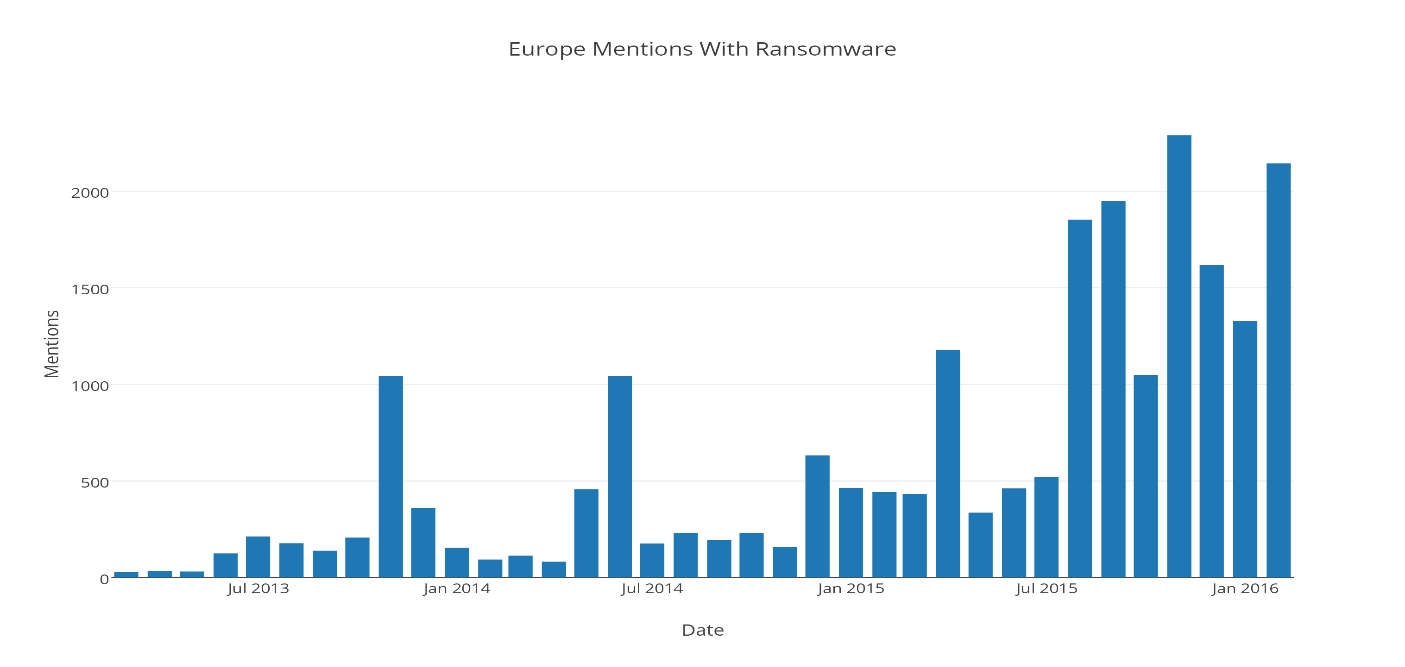 Europe Mentions With Ransomware
2000
1500
1000
500
0
Mentions
Jul 2013
Jan 2014
Jul 2014
Jan 2015
Jul 2015
Jan 2016
Date